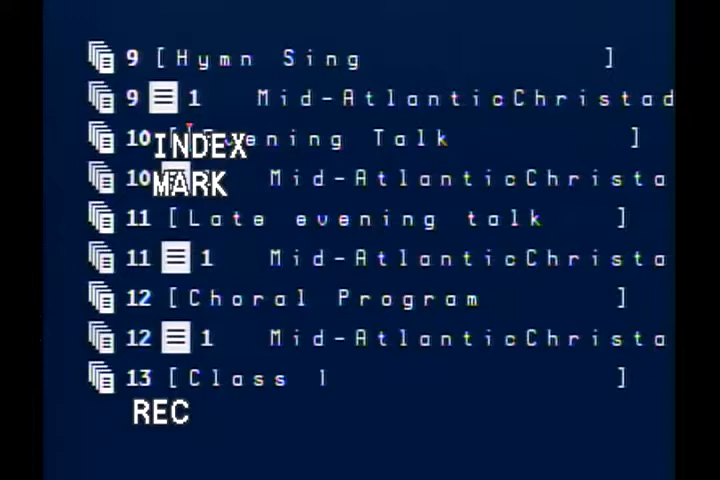 9 [Hymn Sing ]
9 1 Mid-AtlanticChristad
10 [Evening Talk ]
INDEX
10 Mid-AtlanticChrista
MARK
11 [Late evening talk ]
11 1 Mid-AtlanticChrista
12 [Choral Program ]
12 1 Mid-AtlanticChrista
13 [Class 1 ]
REC